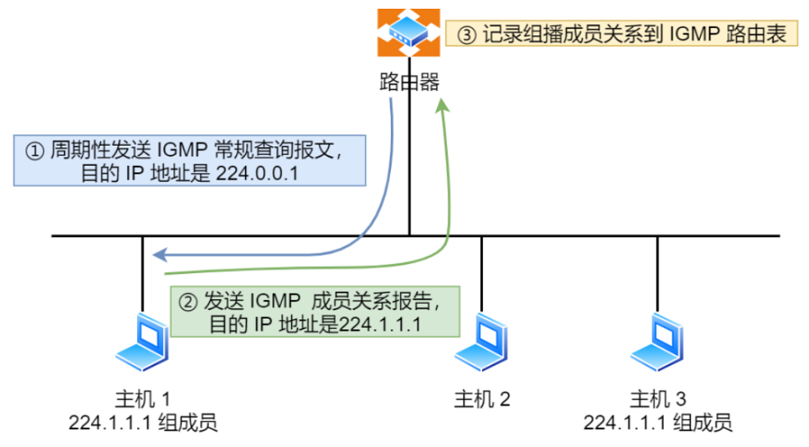 ③ 记录组播成员关系到 IGMP 路由表
路由器
① 周期性发送 IGMP 常规查询报文，
目的 IP 地址是 224.0.0.1
② 发送 IGMP 成员关系报告，
目的 IP 地址是224.1.1.1
主机 1
224.1.1.1 组成员
主机 2
主机 3
224.1.1.1 组成员